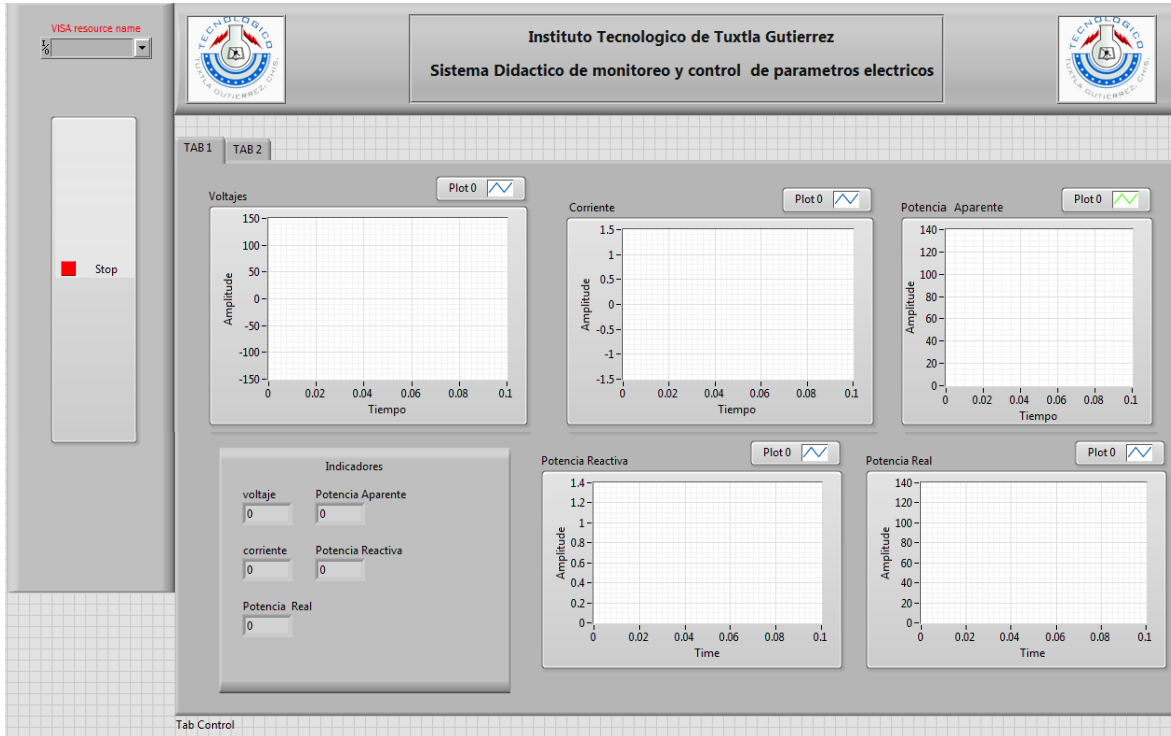 VISA resource name
I/O
Stop
TECNOLOGICO
TUXTLA GUTIERREZ, CHIS.
Instituto Tecnologico de Tuxtla Gutierrez
Sistema Didactico de monitoreo y control de parametros electricos
TECNOLOGICO
TUXTLA GUTIERREZ, CHIS.
TAB 1
TAB 2
Voltajes
Plot 0
150
100
50
0
-50
-100
-150
Amplitude
0 0.02 0.04 0.06 0.08 0.1
Tiempo
Corriente
Plot 0
1.5
1
0.5
0
-0.5
-1
-1.5
Amplitude
0 0.02 0.04 0.06 0.08 0.1
Tiempo
Potencia Aparente
Plot 0
140
120
100
80
60
40
20
0
Amplitude
0 0.02 0.04 0.06 0.08 0.1
Tiempo
Indicadores
voltaje
0
Potencia Aparente
0
corriente
0
Potencia Reactiva
0
Potencia Real
0
Potencia Reactiva
Plot 0
1.4
1.2
1
0.8
0.6
0.4
0.2
0
Amplitude
0 0.02 0.04 0.06 0.08 0.1
Time
Potencia Real
Plot 0
140
120
100
80
60
40
20
0
Amplitude
0 0.02 0.04 0.06 0.08 0.1
Time
Tab Control